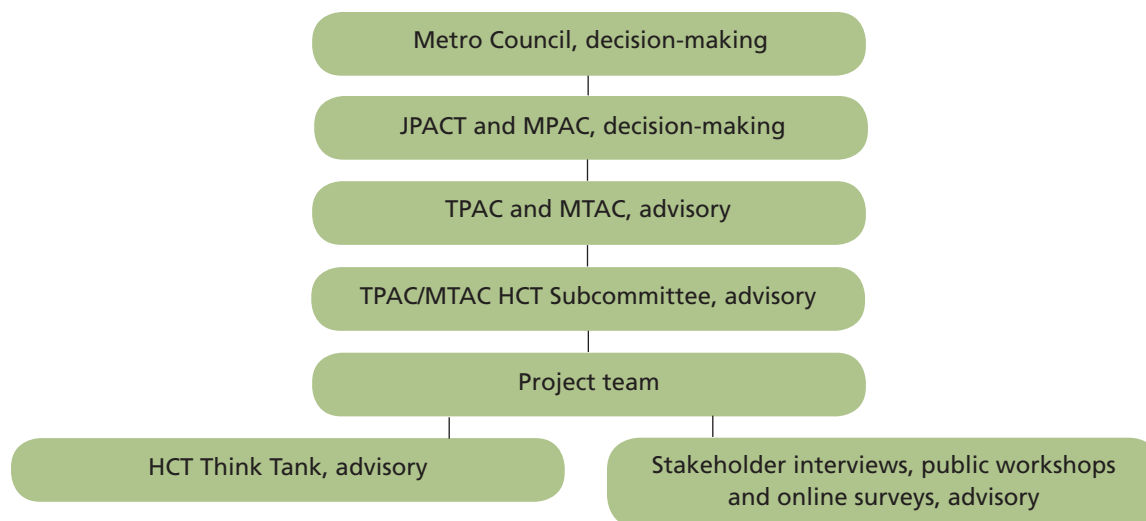 Metro Council, decision-making
JPACT and MPAC, decision-making
TPAC and MTAC, advisory
TPAC/MTAC HCT Subcommittee, advisory
Project team
HCT Think Tank, advisory
Stakeholder interviews, public workshops
and online surveys, advisory